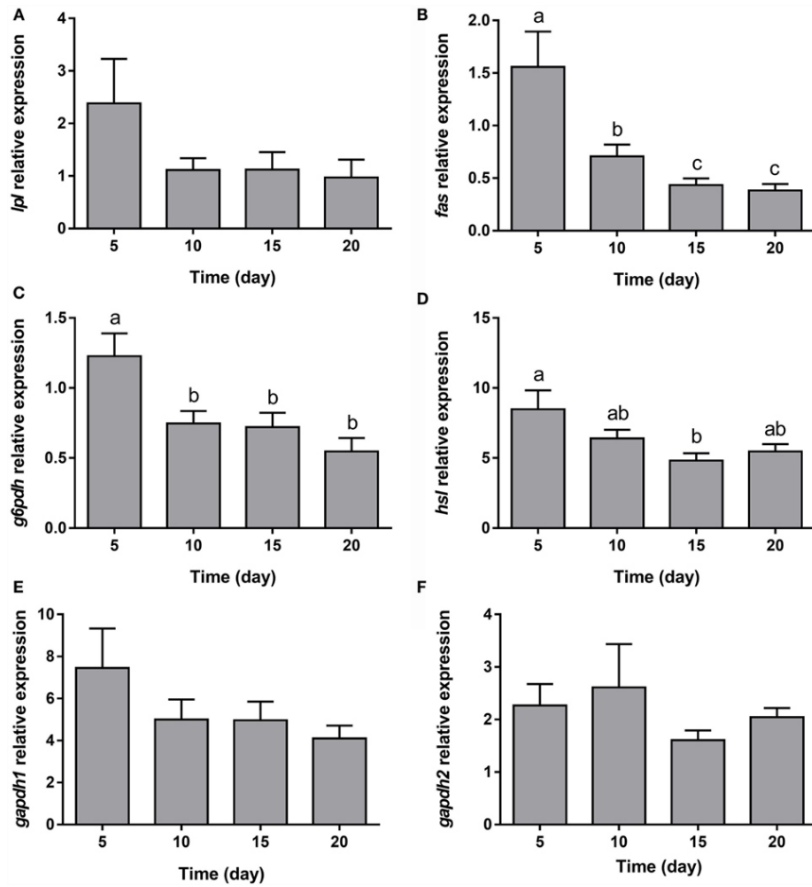 A
lpl relative expression
4
3
2
1
0
5 10 15 20
Time (day)
B
fas relative expression
2.0
1.5
1.0
0.5
0.0
a
b
c
c
5 10 15 20
Time (day)
C
g6pdh relative expression
1.5
1.0
0.5
0.0
a
b
b
b
5 10 15 20
Time (day)
D
hsl relative expression
15
10
5
0
a
ab
b
ab
5 10 15 20
Time (day)
E
gapdh1 relative expression
10
8
6
4
2
0
5 10 15 20
Time (day)
F
gapdh2 relative expression
4
3
2
1
0
5 10 15 20
Time (day)